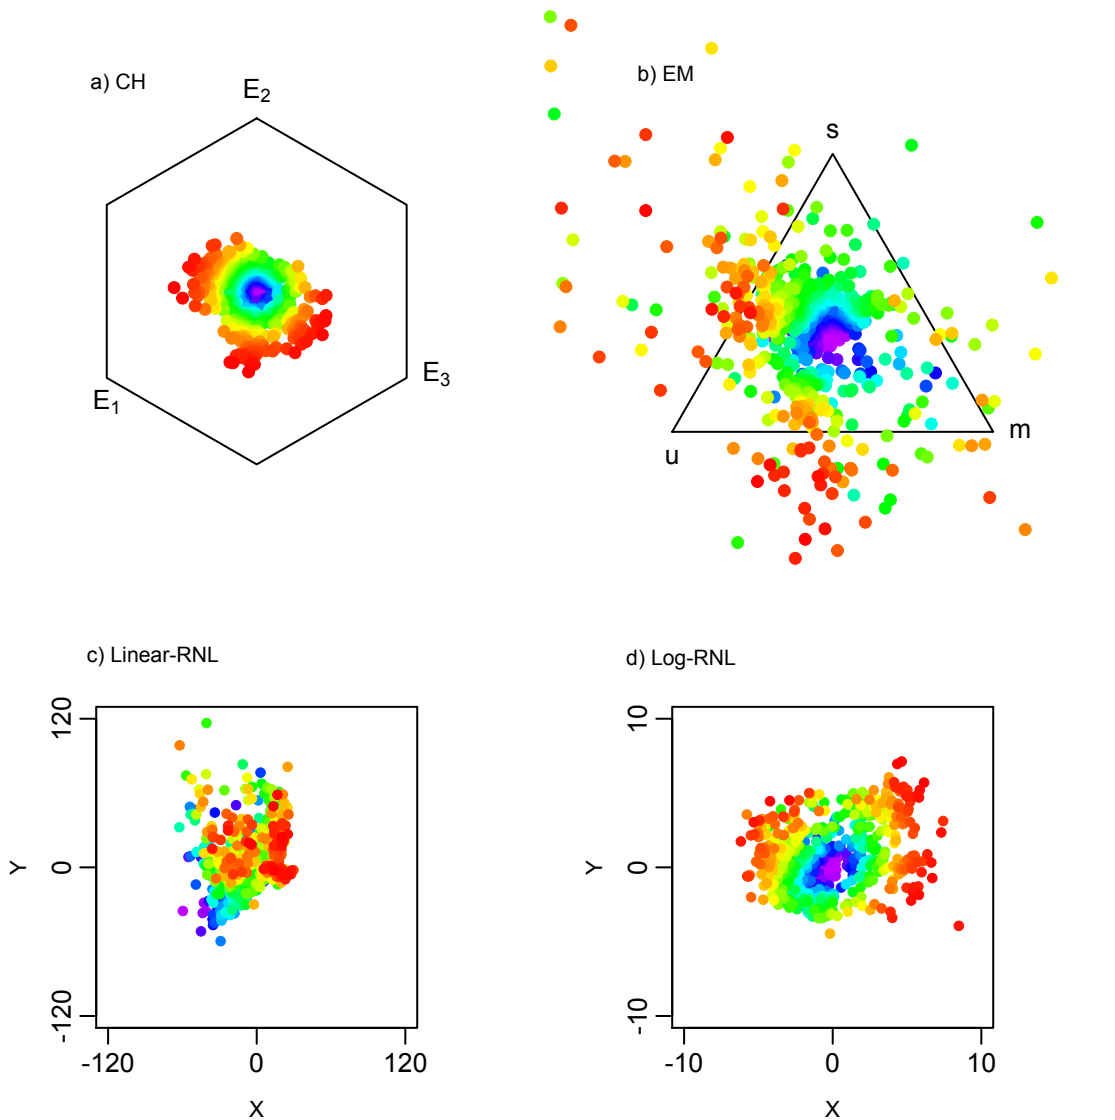 a) CH
E₂
E₁
E₃
b) EM
s
u
m
c) Linear-RNL
120
0
-120
Y
-120 0 120
X
d) Log-RNL
10
0
-10
Y
-10 0 10
X